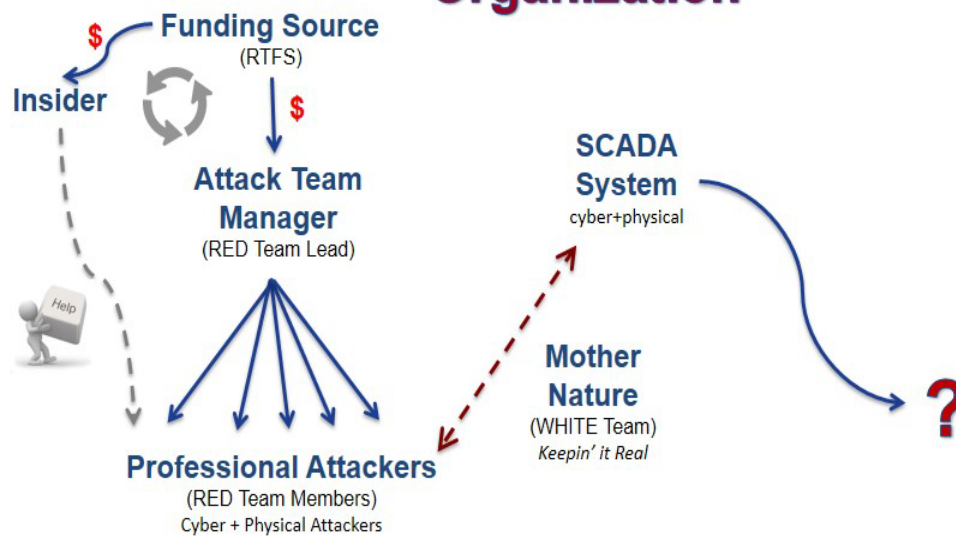 Organization
$
Funding Source
(RTFS)
Insider
$
Attack Team
Manager
(RED Team Lead)
SCADA
System
cyber+physical
Help
Mother
Nature
(WHITE Team)
Keepin' it Real
?
Professional Attackers
(RED Team Members)
Cyber + Physical Attackers